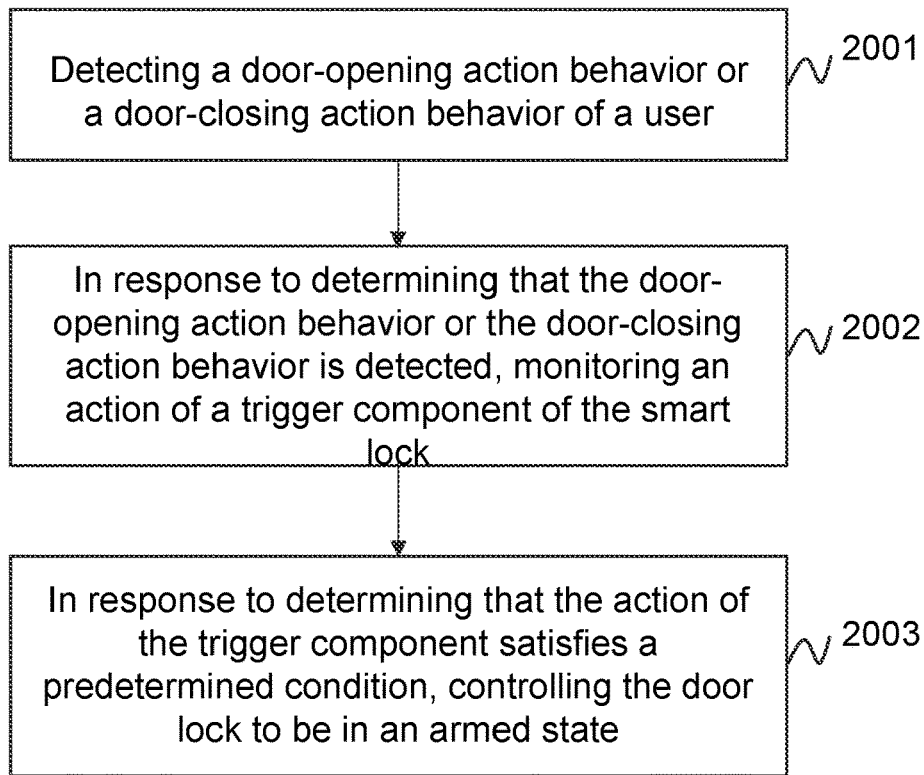 Detecting a door-opening action behavior or
a door-closing action behavior of a user
2001
In response to determining that the door-
opening action behavior or the door-closing
action behavior is detected, monitoring an
action of a trigger component of the smart
lock
2002
In response to determining that the action of
the trigger component satisfies a
predetermined condition, controlling the door
lock to be in an armed state
2003